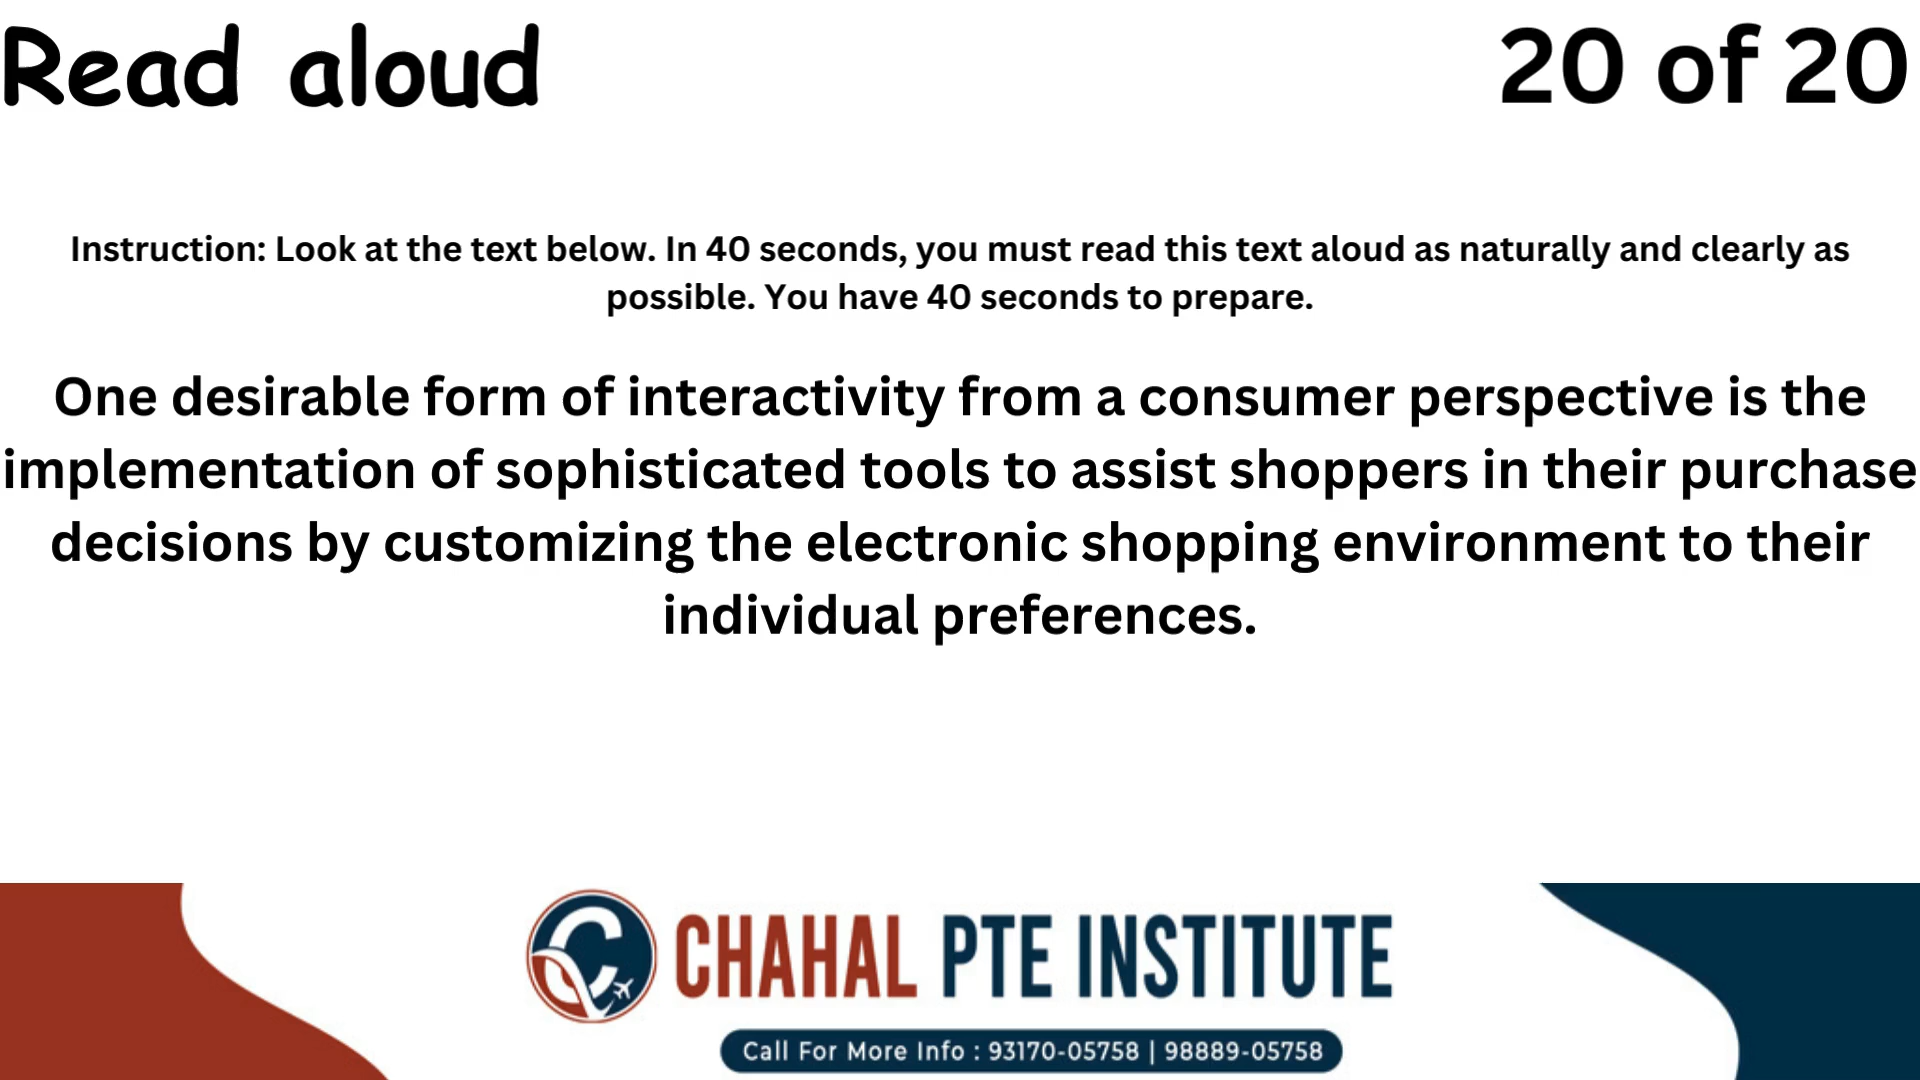 Read aloud
20 of 20
Instruction: Look at the text below. In 40 seconds, you must read this text aloud as naturally and clearly as
possible. You have 40 seconds to prepare.
One desirable form of interactivity from a consumer perspective is the
implementation of sophisticated tools to assist shoppers in their purchase
decisions by customizing the electronic shopping environment to their
individual preferences.
CHAHAL PTE INSTITUTE
Call For More Info : 93170-05758 | 98889-05758